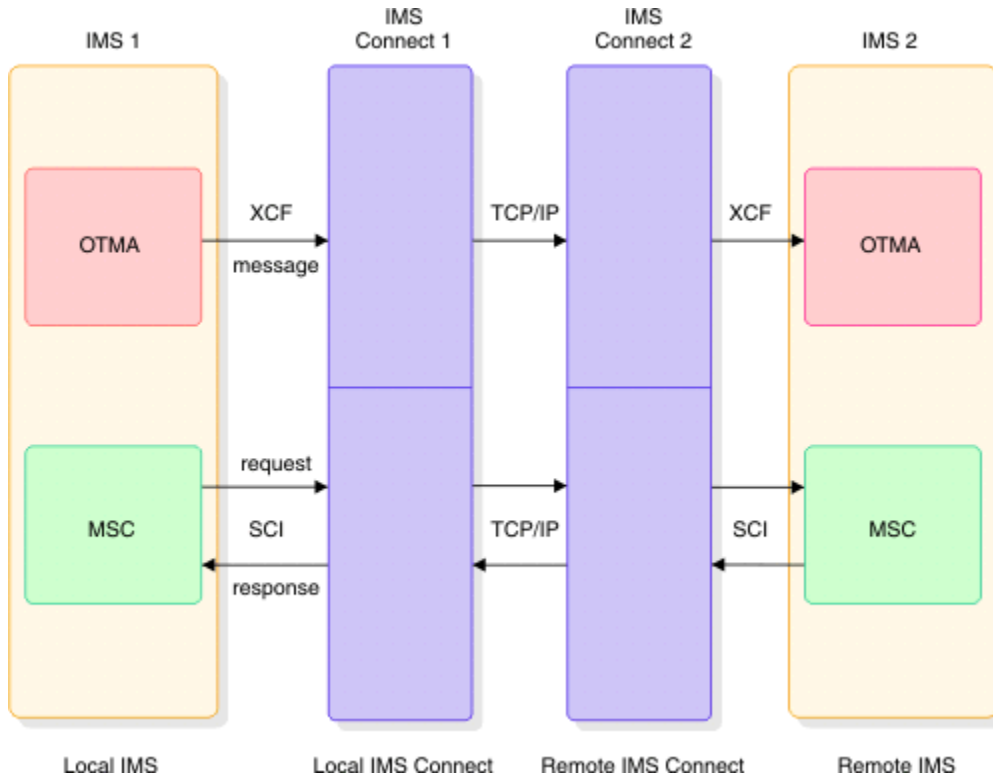 IMS 1
IMS
Connect 1
IMS
Connect 2
IMS 2
OTMA
XCF
message
TCP/IP
XCF
OTMA
MSC
request
SCI
response
TCP/IP
SCI
MSC
Local IMS
Local IMS Connect
Remote IMS Connect
Remote IMS